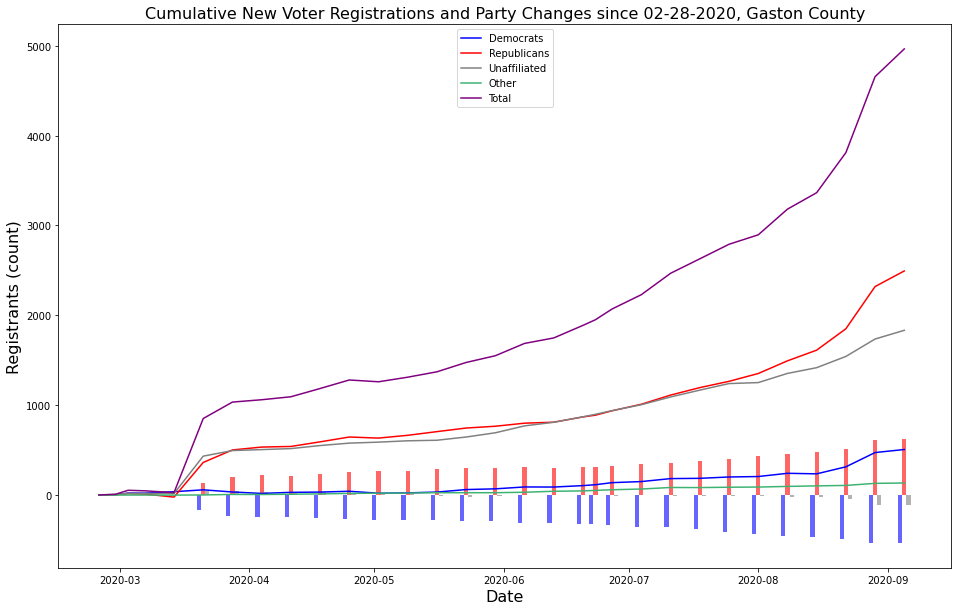 Cumulative New Voter Registrations and Party Changes since 02-28-2020, Gaston County
Democrats
Republicans
Unaffiliated
Other
Total
Registrants (count)
5000
4000
3000
2000
1000
0
2020-03
2020-04
2020-05
2020-06
2020-07
2020-08
2020-09
Date